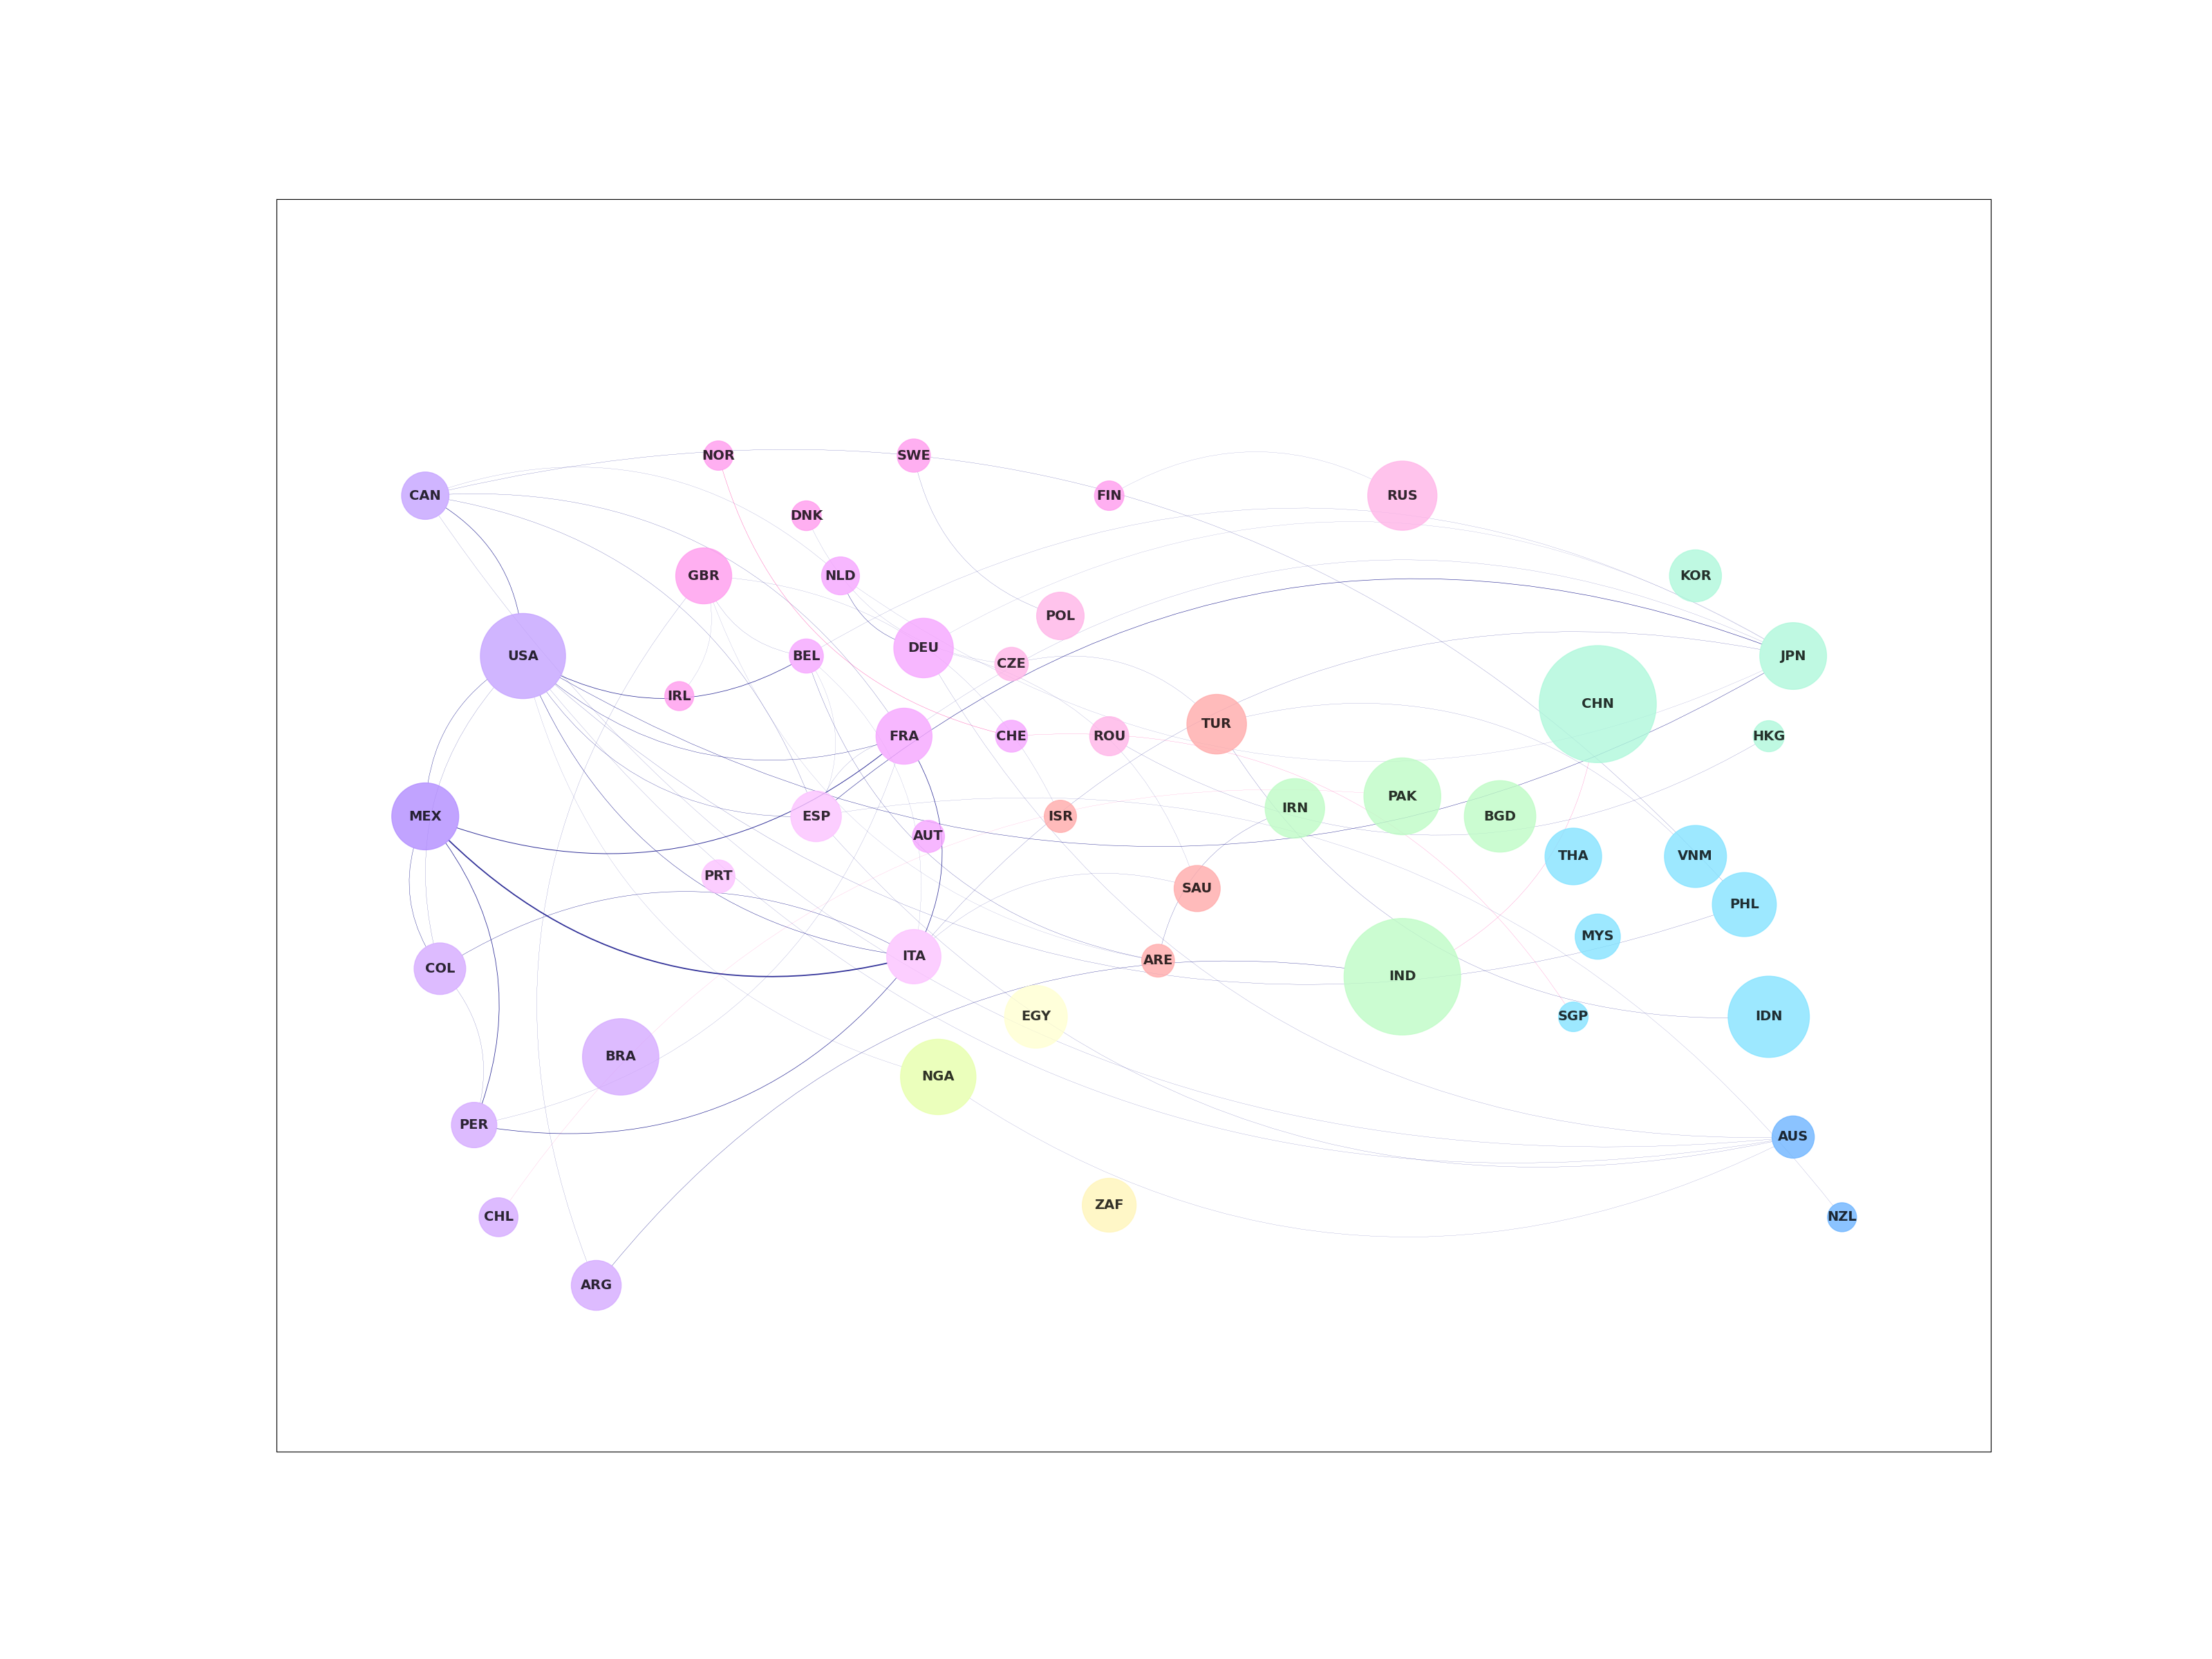 NOR
SWE
CAN
FIN
RUS
DNK
GBR
NLD
KOR
POL
DEU
USA
BEL
CZE
JPN
IRL
CHN
TUR
FRA
CHE
ROU
HKG
PAK
IRN
MEX
ESP
ISR
BGD
AUT
THA
VNM
PRT
SAU
PHL
MYS
ITA
ARE
COL
IND
EGY
SGP
IDN
BRA
NGA
PER
AUS
ZAF
CHL
NZL
ARG